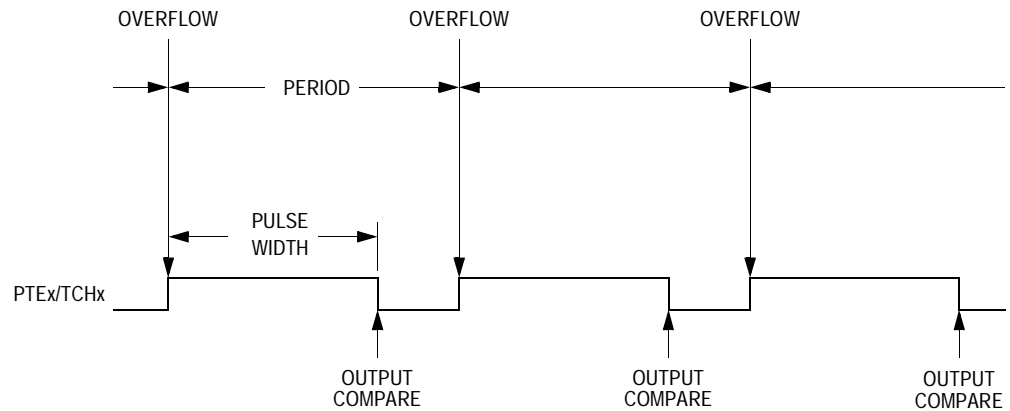 OVERFLOW OVERFLOW OVERFLOW
PERIOD
PULSE
WIDTH
PTEx/TCHx
OUTPUT
COMPARE
OUTPUT
COMPARE
OUTPUT
COMPARE